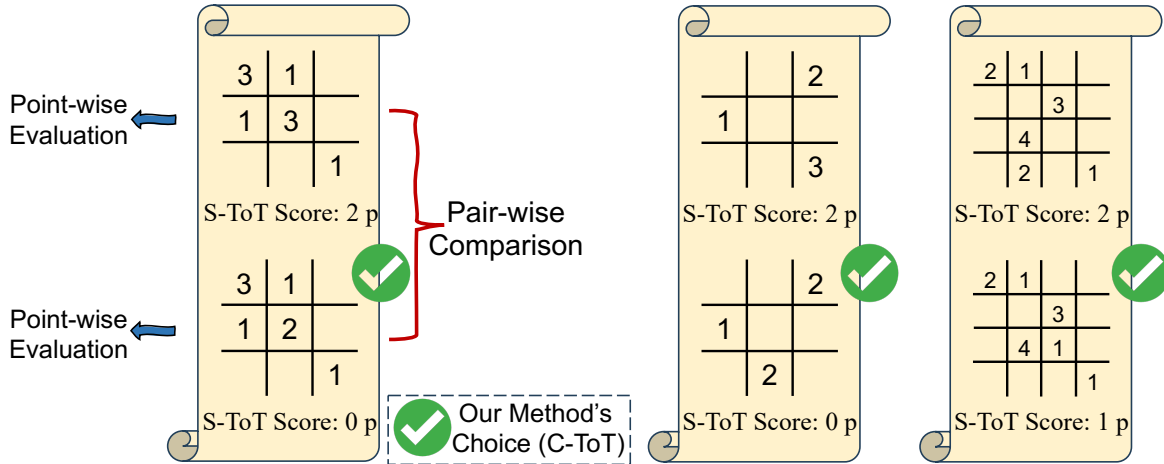 Point-wise
Evaluation
3 1
1 3
1
S-ToT Score: 2 p
Point-wise
Evaluation
3 1
1 2
1
S-ToT Score: 0 p
Pair-wise
Comparison
Our Method's
Choice (C-ToT)
2
1
3
S-ToT Score: 2 p
2
1
2
S-ToT Score: 0 p
2 1
3
4
2 1
S-ToT Score: 2 p
2 1
3
4 1
1
S-ToT Score: 1 p